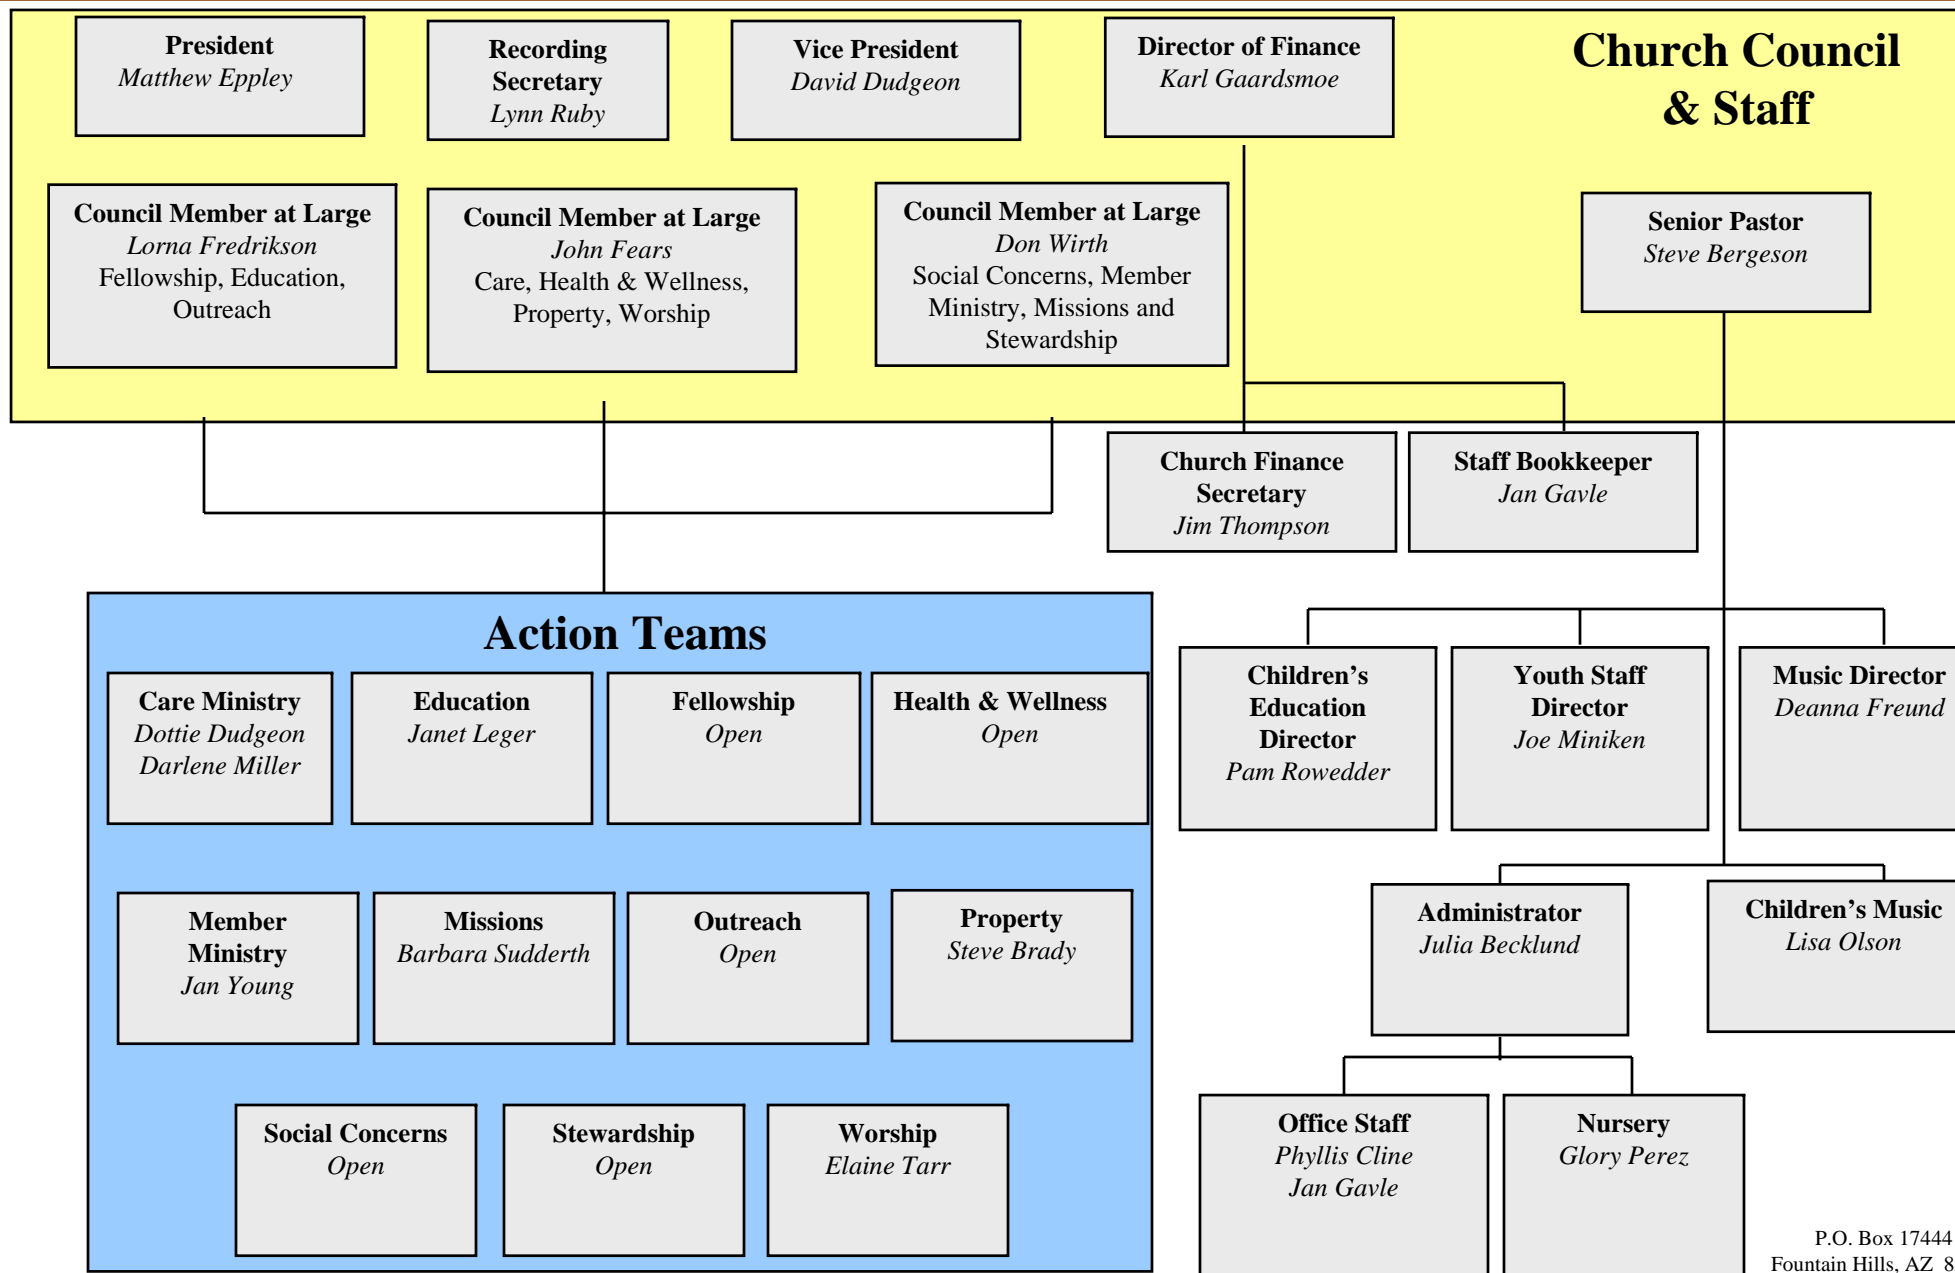 Church Council
& Staff
President
Matthew Eppley
Recording
Secretary
Lynn Ruby
Vice President
David Dudgeon
Director of Finance
Karl Gaardsmoe
Council Member at Large
Lorna Fredrikson
Fellowship, Education,
Outreach
Council Member at Large
John Fears
Care, Health & Wellness,
Property, Worship
Council Member at Large
Don Wirth
Social Concerns, Member
Ministry, Missions and
Stewardship
Senior Pastor
Steve Bergeson
Church Finance
Secretary
Jim Thompson
Staff Bookkeeper
Jan Gavle
Action Teams
Care Ministry
Dottie Dudgeon
Darlene Miller
Education
Janet Leger
Fellowship
Open
Health & Wellness
Open
Member
Ministry
Jan Young
Missions
Barbara Sudderth
Outreach
Open
Property
Steve Brady
Social Concerns
Open
Stewardship
Open
Worship
Elaine Tarr
Children’s
Education
Director
Pam Rowedder
Youth Staff
Director
Joe Miniken
Music Director
Deanna Freund
Administrator
Julia Becklund
Children’s Music
Lisa Olson
Office Staff
Phyllis Cline
Jan Gavle
Nursery
Glory Perez
P.O. Box 17444
Fountain Hills, AZ 8